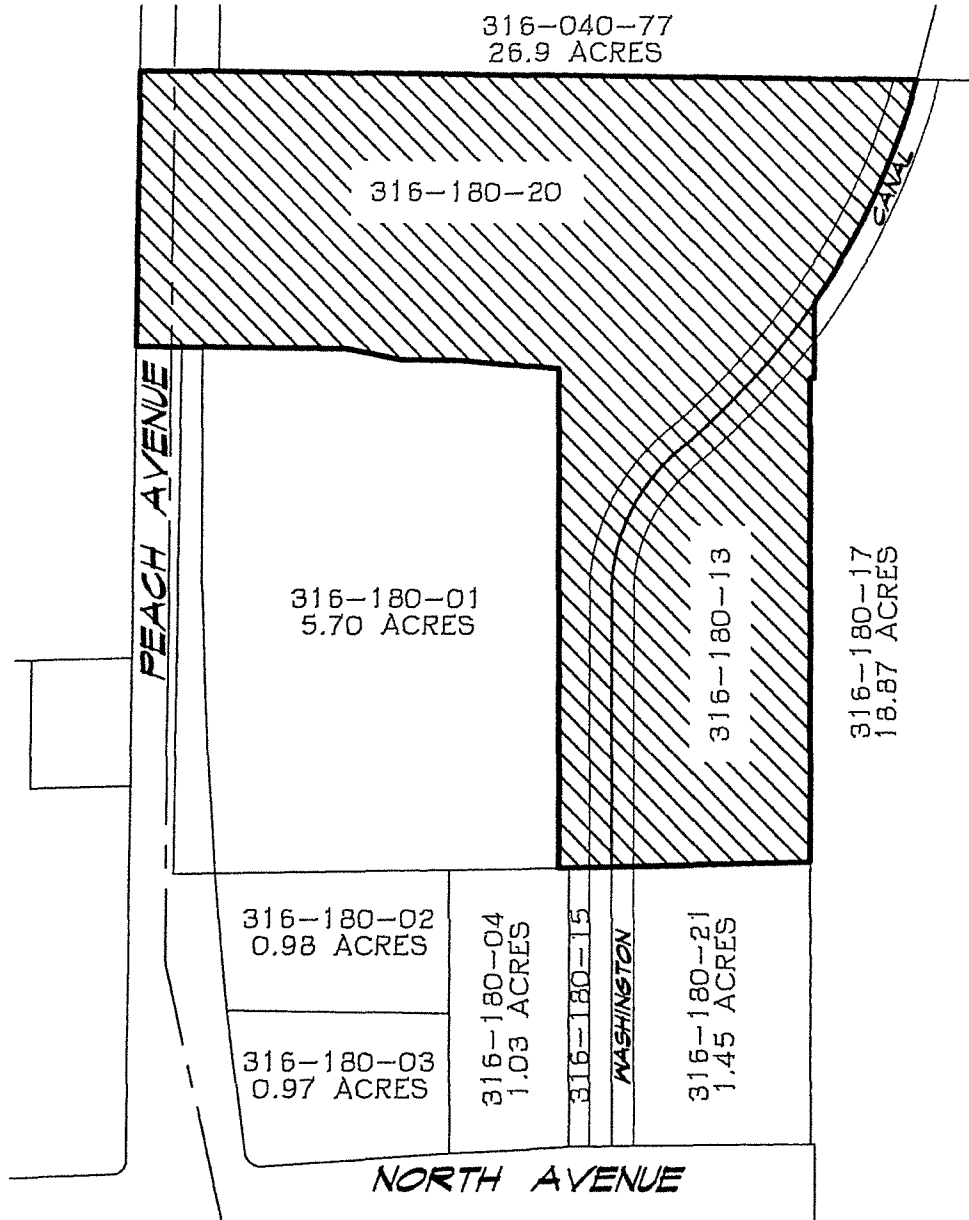 316-040-77
26.9 ACRES
316-180-20
CANAL
PEACH AVENUE
316-180-01
5.70 ACRES
316-180-13
316-180-17
18.87 ACRES
316-180-02
0.98 ACRES
316-180-03
0.97 ACRES
316-180-04
1.03 ACRES
316-180-15
WASHINGTON
316-180-21
1.45 ACRES
NORTH AVENUE